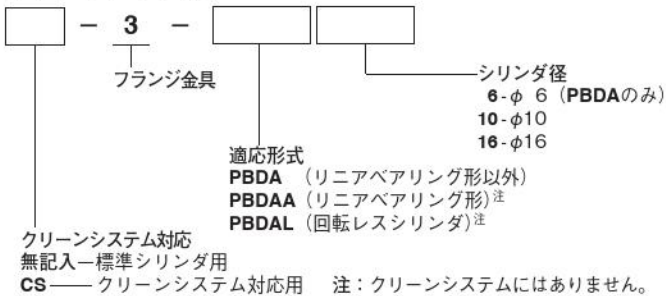 － 3 －
フランジ金具
シリンダ径
6-φ 6（PBDAのみ）
10-φ10
16-φ16
適応形式
PBDA （リニアベアリング形以外）
PBDAA（リニアベアリング形）注
PBDAL（回転レスシリンダ）注
クリーンシステム対応
無記入―標準シリンダ用
CS――クリーンシステム対応用　注：クリーンシステムにはありません。